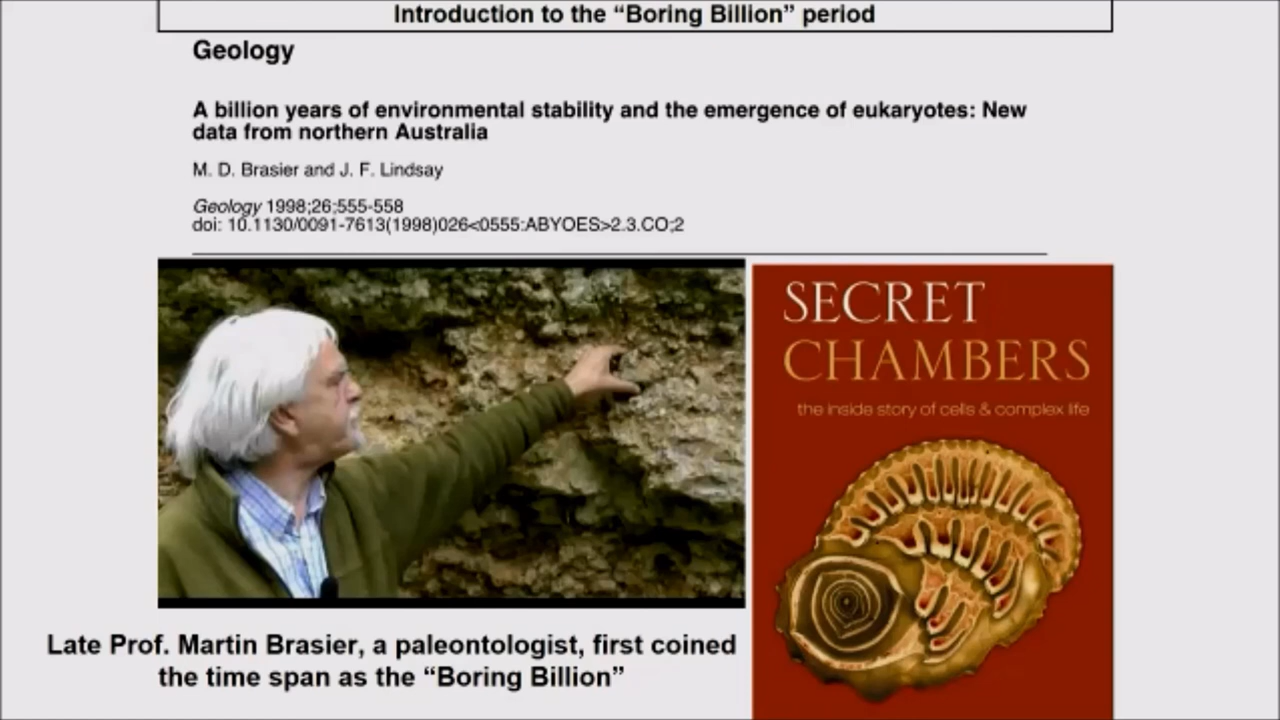 Introduction to the “Boring Billion” period
Geology
A billion years of environmental stability and the emergence of eukaryotes: New
data from northern Australia
M. D. Brasier and J. F. Lindsay
Geology 1998;26;555-558
doi: 10.1130/0091-7613(1998)026<0555:ABYOES>2.3.CO;2
SECRET
CHAMBERS
the inside story of cells & complex life
Late Prof. Martin Brasier, a paleontologist, first coined
the time span as the “Boring Billion”